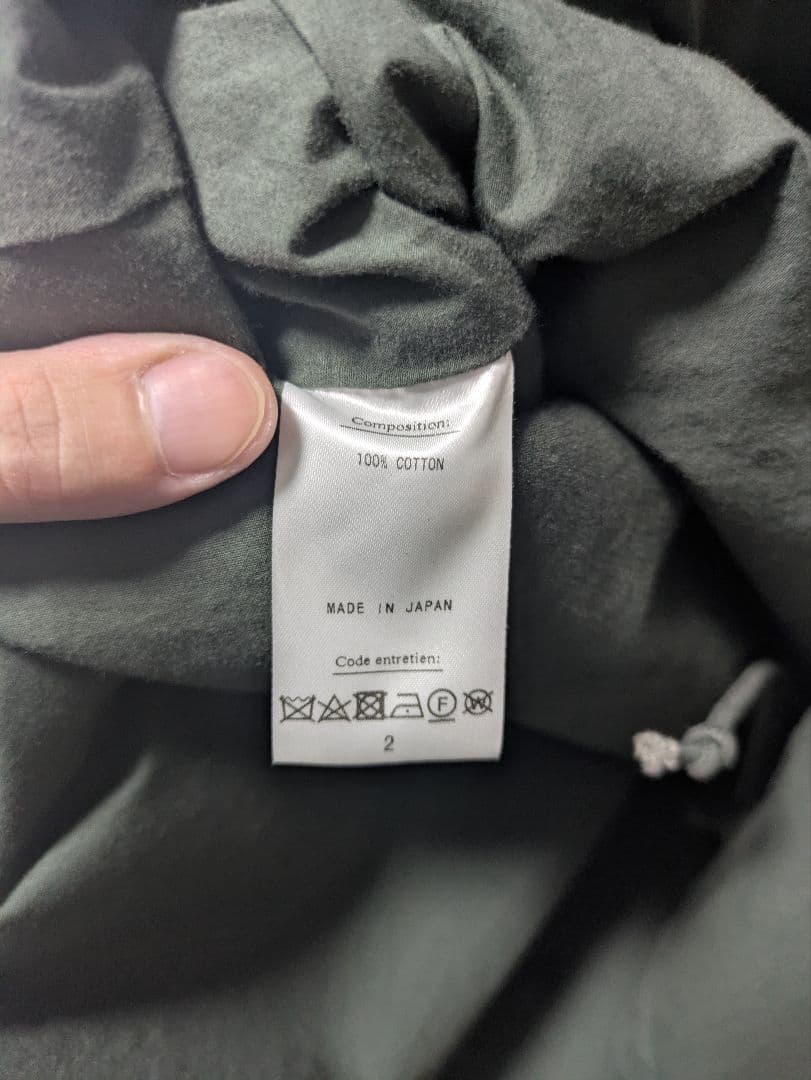 Composition:
100% COTTON
MADE IN JAPAN
Code entretien:
F W
2